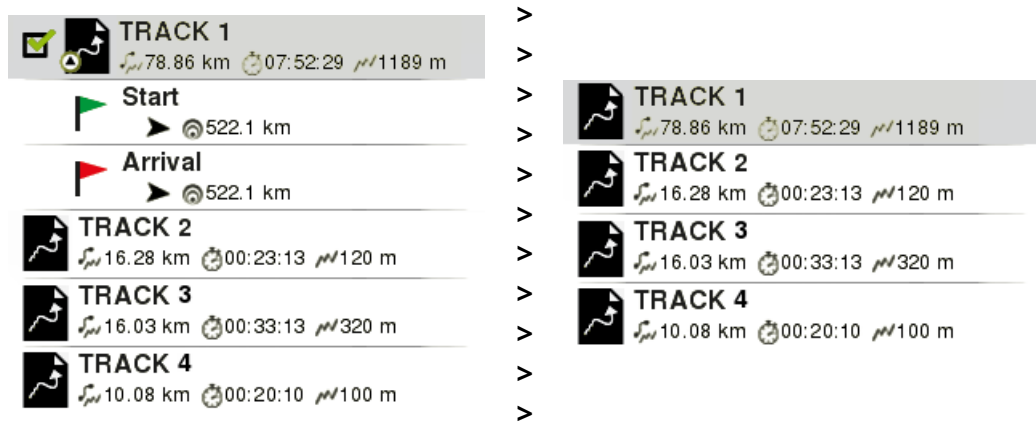 TRACK 1
78.86 km 07:52:29 1189 m
Start
522.1 km
Arrival
522.1 km
TRACK 2
16.28 km 00:23:13 120 m
TRACK 3
16.03 km 00:33:13 320 m
TRACK 4
10.08 km 00:20:10 100 m
>
>
>
>
>
>
>
>
>
>
>
TRACK 1
78.86 km 07:52:29 1189 m
TRACK 2
16.28 km 00:23:13 120 m
TRACK 3
16.03 km 00:33:13 320 m
TRACK 4
10.08 km 00:20:10 100 m